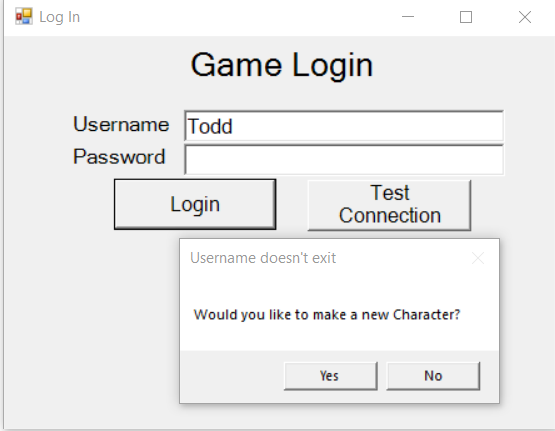 Log In
Game Login
Username Todd
Password
Login
Test
Connection
Username doesn't exit
Would you like to make a new Character?
Yes No